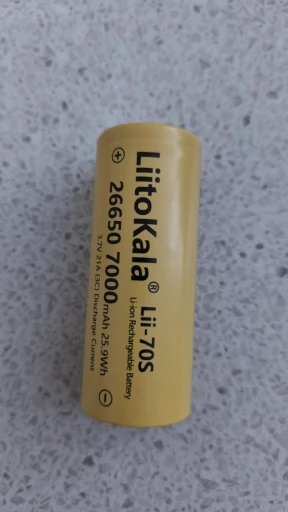 LiitoKala® Lii-70S
Li-ion Rechargeable Battery
+ 26650 7000mAh 25.9Wh −
3.7V 21A (3C) Discharge Current